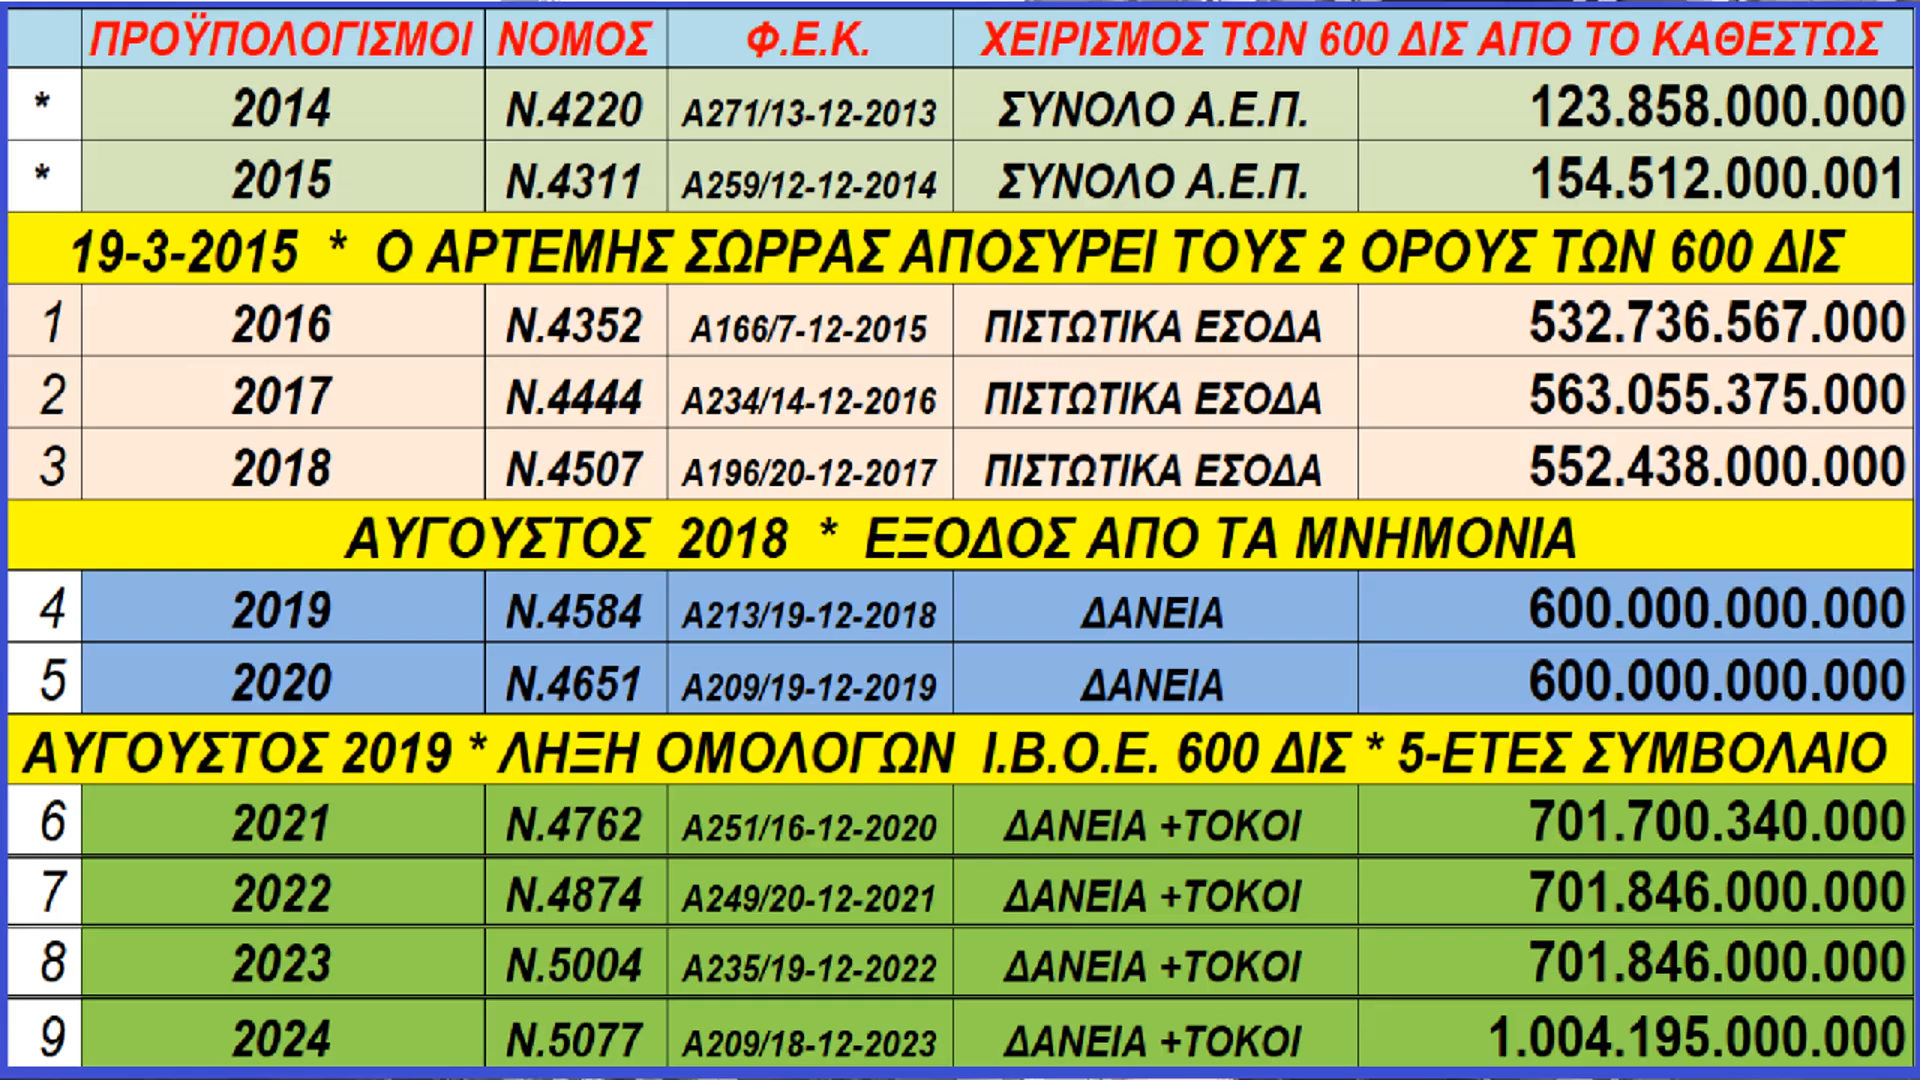 ΠΡΟΫΠΟΛΟΓΙΣΜΟΙ ΝΟΜΟΣ Φ.Ε.Κ. ΧΕΙΡΙΣΜΟΣ ΤΩΝ 600 ΔΙΣ ΑΠΟ ΤΟ ΚΑΘΕΣΤΩΣ
* 2014 Ν.4220 Α271/13-12-2013 ΣΥΝΟΛΟ Α.Ε.Π. 123.858.000.000
* 2015 Ν.4311 Α259/12-12-2014 ΣΥΝΟΛΟ Α.Ε.Π. 154.512.000.001
19-3-2015 * Ο ΑΡΤΕΜΗΣ ΣΩΡΡΑΣ ΑΠΟΣΥΡΕΙ ΤΟΥΣ 2 ΟΡΟΥΣ ΤΩΝ 600 ΔΙΣ
1 2016 Ν.4352 Α166/7-12-2015 ΠΙΣΤΩΤΙΚΑ ΕΣΟΔΑ 532.736.567.000
2 2017 Ν.4444 Α234/14-12-2016 ΠΙΣΤΩΤΙΚΑ ΕΣΟΔΑ 563.055.375.000
3 2018 Ν.4507 Α196/20-12-2017 ΠΙΣΤΩΤΙΚΑ ΕΣΟΔΑ 552.438.000.000
ΑΥΓΟΥΣΤΟΣ 2018 * ΕΞΟΔΟΣ ΑΠΟ ΤΑ ΜΝΗΜΟΝΙΑ
4 2019 Ν.4584 Α213/19-12-2018 ΔΑΝΕΙΑ 600.000.000.000
5 2020 Ν.4651 Α209/19-12-2019 ΔΑΝΕΙΑ 600.000.000.000
ΑΥΓΟΥΣΤΟΣ 2019 * ΛΗΞΗ ΟΜΟΛΟΓΩΝ Ι.Β.Ο.Ε. 600 ΔΙΣ * 5-ΕΤΕΣ ΣΥΜΒΟΛΑΙΟ
6 2021 Ν.4762 Α251/16-12-2020 ΔΑΝΕΙΑ +ΤΟΚΟΙ 701.700.340.000
7 2022 Ν.4874 Α249/20-12-2021 ΔΑΝΕΙΑ +ΤΟΚΟΙ 701.846.000.000
8 2023 Ν.5004 Α235/19-12-2022 ΔΑΝΕΙΑ +ΤΟΚΟΙ 701.846.000.000
9 2024 Ν.5077 Α209/18-12-2023 ΔΑΝΕΙΑ +ΤΟΚΟΙ 1.004.195.000.000